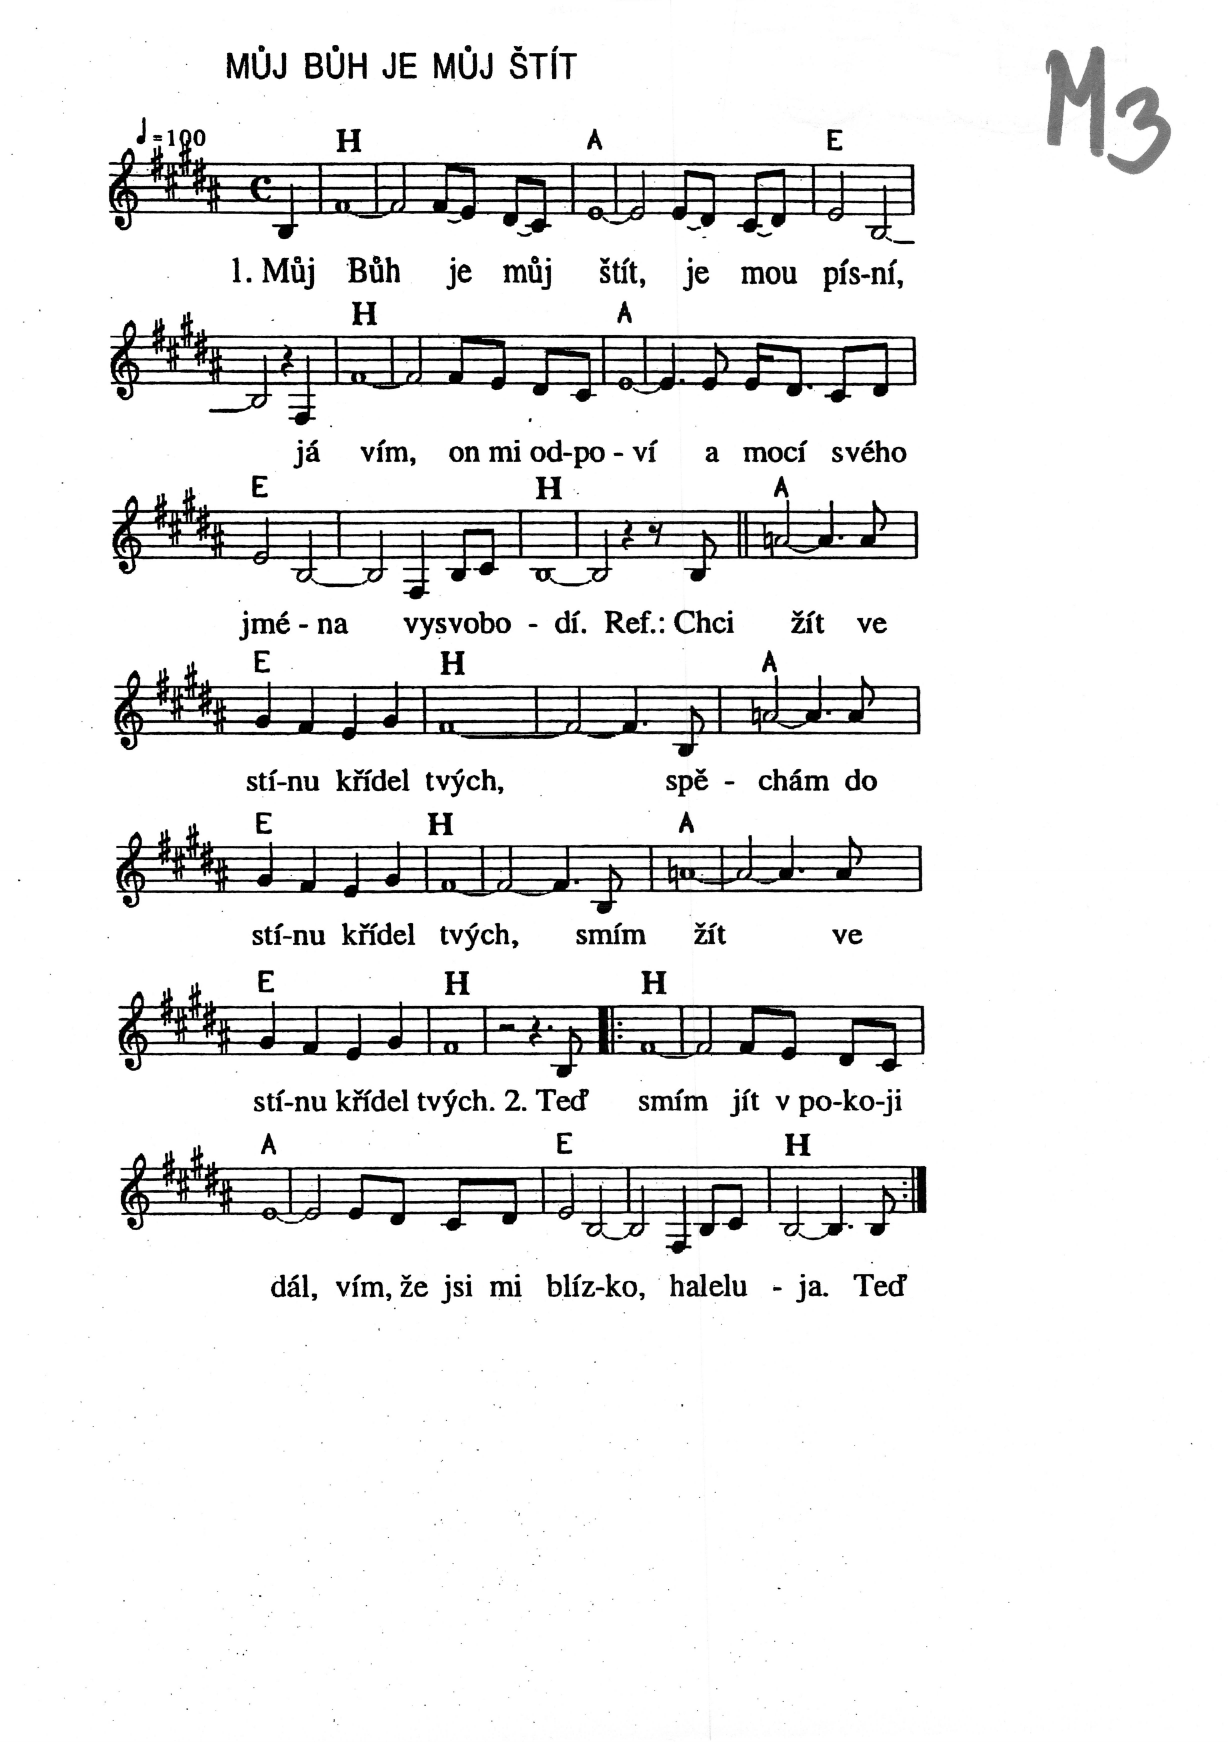 MŮJ BŮH JE MŮJ ŠTÍT
M3
♩=100
H A E
1. Můj Bůh je můj štít, je mou pís-ní,
H A
já vím, on mi od-po - ví a mocí svého
E H A
jmé - na vysvobo - dí. Ref.: Chci žít ve
E H A
stí-nu křídel tvých, spě - chám do
E H A
stí-nu křídel tvých, smím žít ve
E H H
stí-nu křídel tvých. 2. Teď smím jít v po-ko-ji
A E H
dál, vím, že jsi mi blíz-ko, halelu - ja. Teď